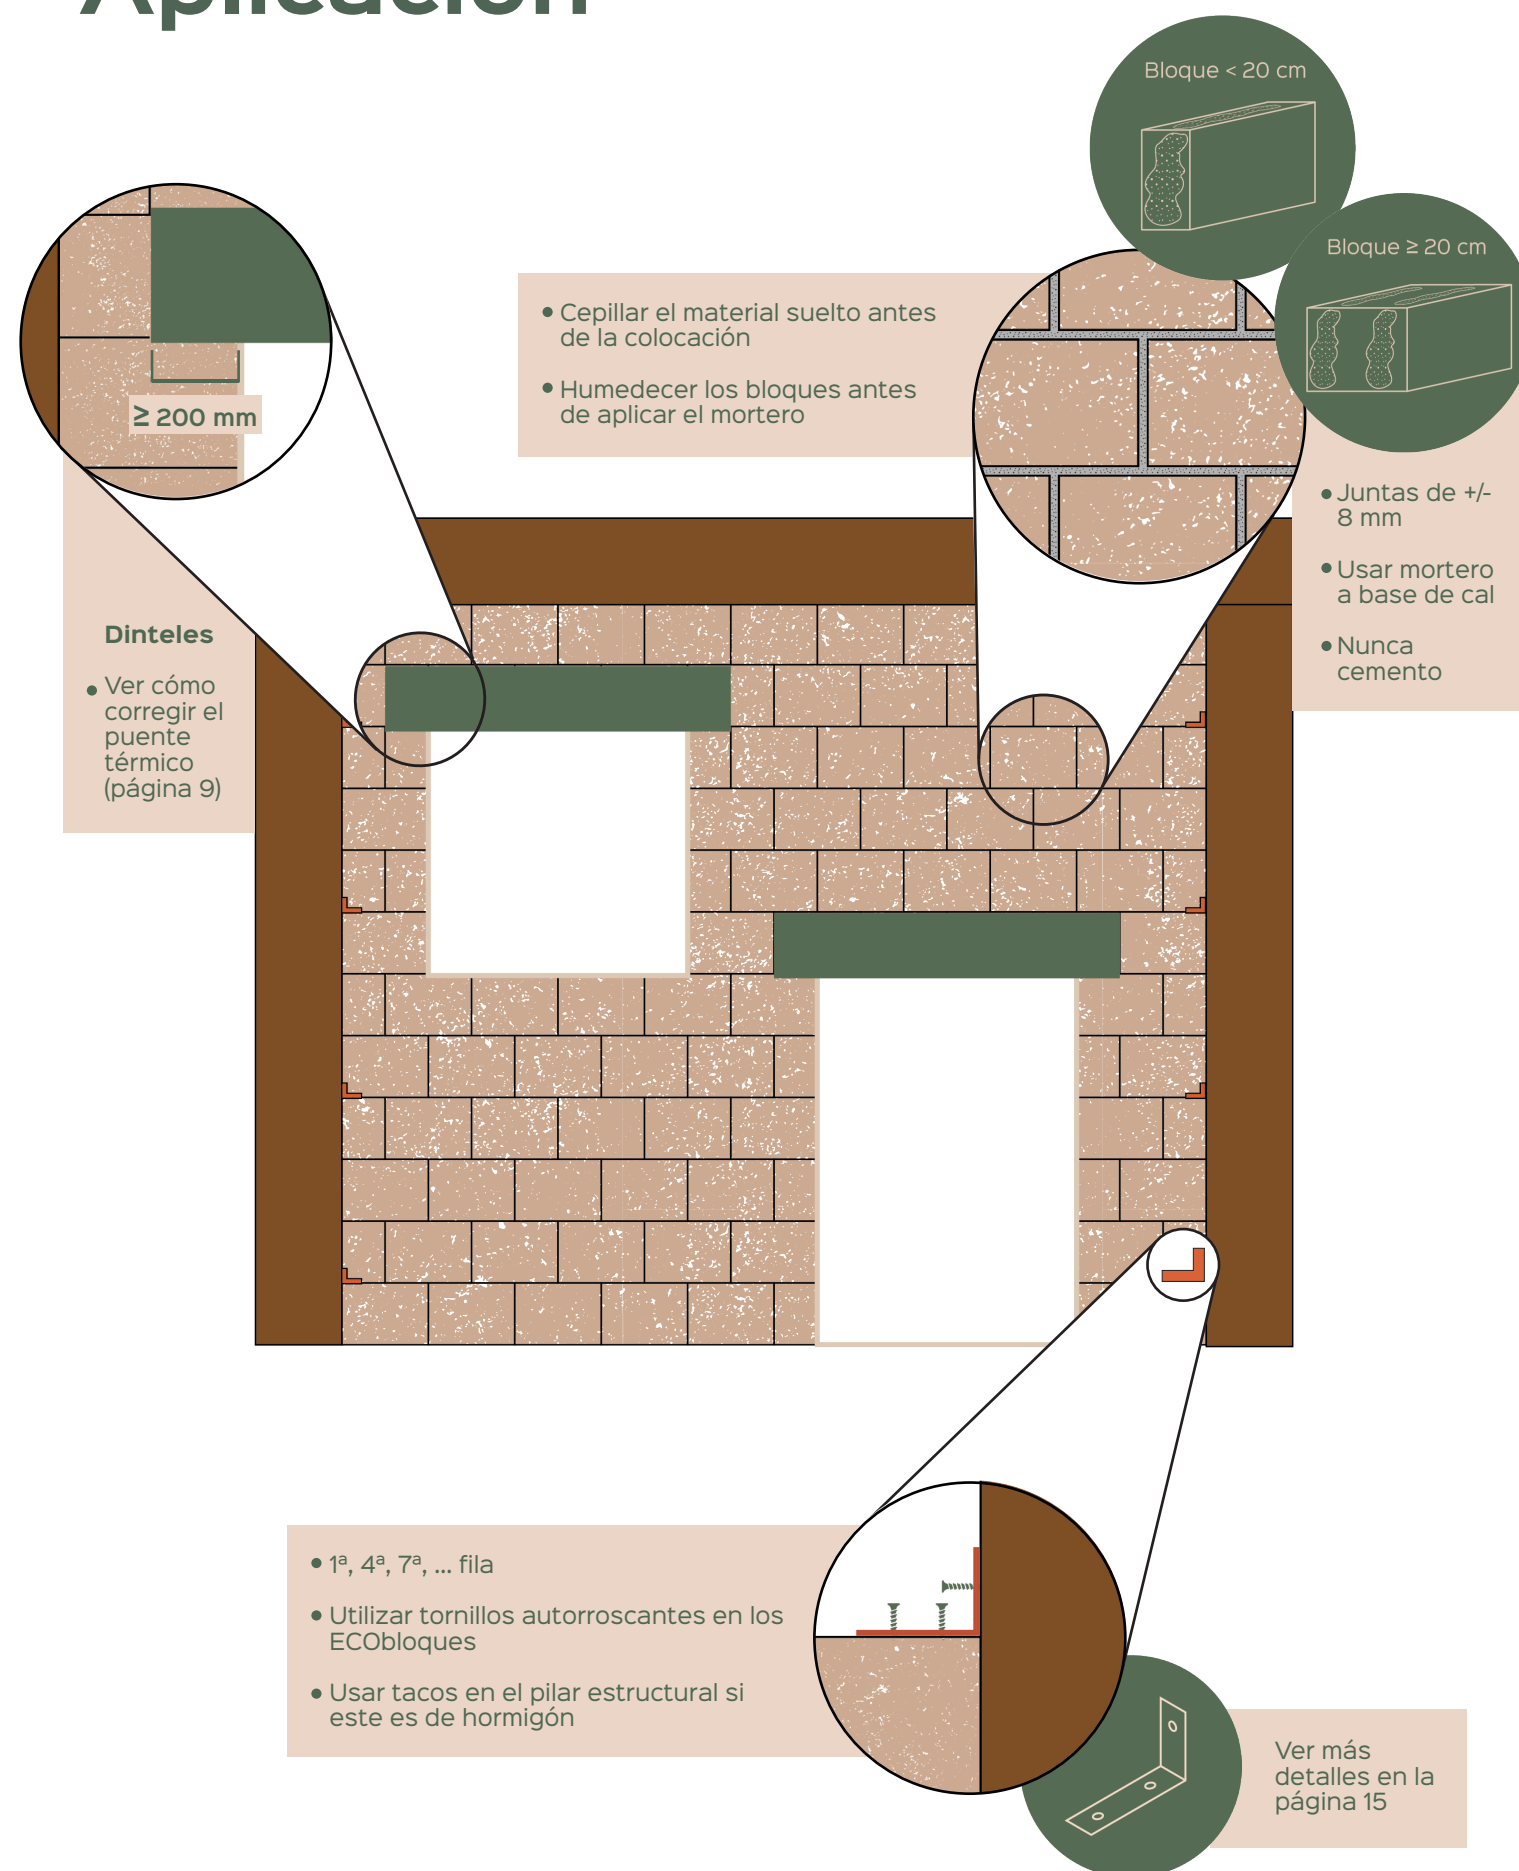 Aplicación
Bloque < 20 cm
Bloque ≥ 20 cm
• Cepillar el material suelto antes
de la colocación
• Humedecer los bloques antes
de aplicar el mortero
≥ 200 mm
• Juntas de +/-
8 mm
• Usar mortero
a base de cal
• Nunca
cemento
Dinteles
• Ver cómo
corregir el
puente
térmico
(página 9)
• 1ª, 4ª, 7ª, ... fila
• Utilizar tornillos autorroscantes en los
ECObloques
• Usar tacos en el pilar estructural si
este es de hormigón
Ver más
detalles en la
página 15